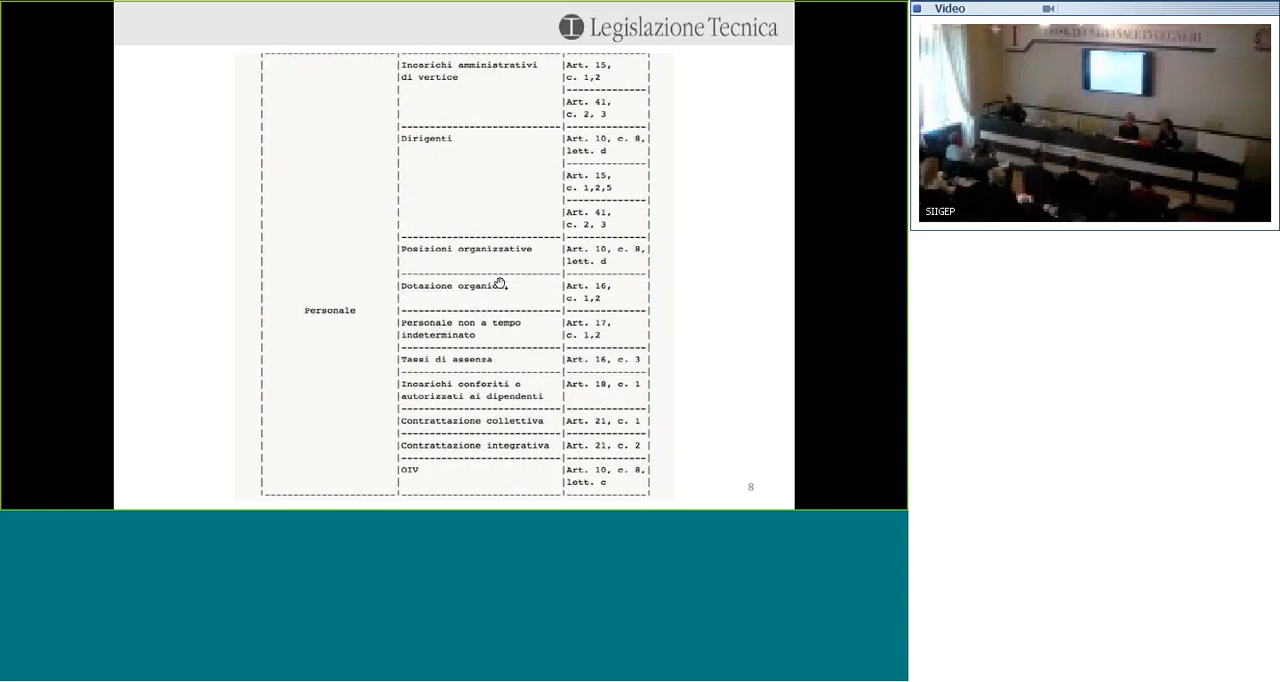 Legislazione Tecnica
Video
Incarichi amministrativi
di vertice
Art. 15,
c. 1,2
Art. 41,
c. 2, 3
Dirigenti
Art. 10, c. 8,
lett. d
Art. 15,
c. 1,2,5
Art. 41,
c. 2, 3
Posizioni organizzative
Art. 10, c. 8,
lett. d
Dotazione
Art. 16,
c. 1,2
Personale
Personale non a tempo
indeterminato
Art. 17,
c. 1,2
Tassi di assenza
Art. 16, c. 3
Incarichi conferiti e
autorizzati ai dipendenti
Art. 18, c. 1
Contrattazione collettiva
Art. 21, c. 1
Contrattazione integrativa
Art. 21, c. 2
OIV
Art. 10, c. 8,
lett. c
8
SIIGEP